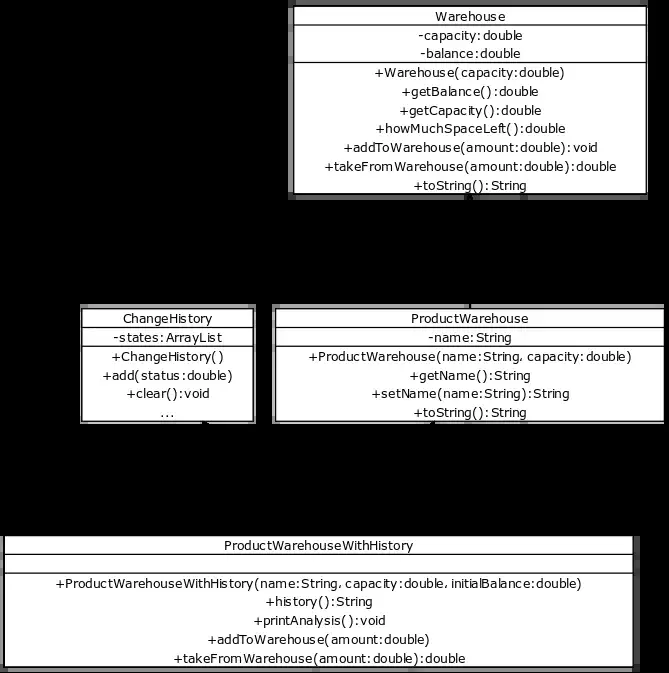 Warehouse
-capacity:double
-balance:double
+Warehouse(capacity:double)
+getBalance():double
+getCapacity():double
+howMuchSpaceLeft():double
+addToWarehouse(amount:double):void
+takeFromWarehouse(amount:double):double
+toString():String
ChangeHistory
-states:ArrayList
+ChangeHistory()
+add(status:double)
+clear():void
...
ProductWarehouse
-name:String
+ProductWarehouse(name:String, capacity:double)
+getName():String
+setName(name:String):String
+toString():String
ProductWarehouseWithHistory
+ProductWarehouseWithHistory(name:String, capacity:double, initialBalance:double)
+history():String
+printAnalysis():void
+addToWarehouse(amount:double)
+takeFromWarehouse(amount:double):double